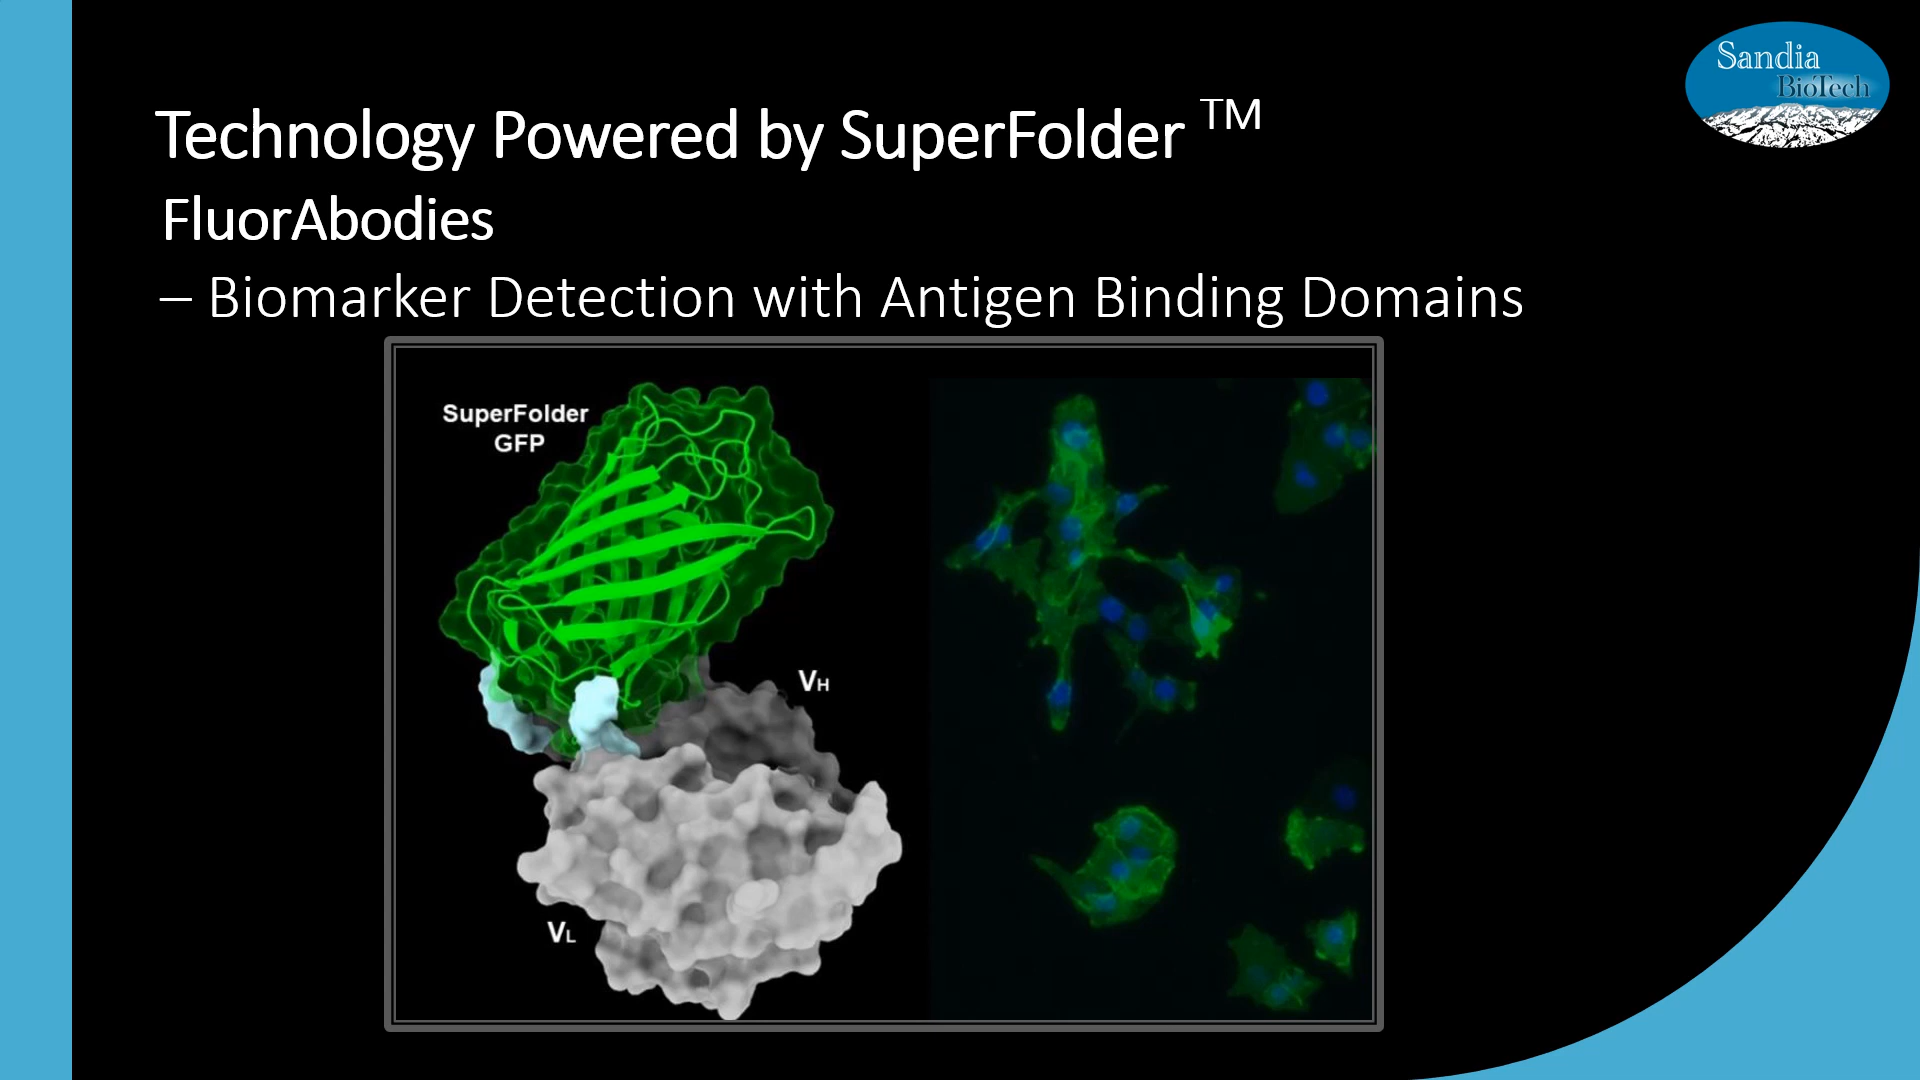 Sandia
BioTech
Technology Powered by SuperFolder TM
FluorAbodies
– Biomarker Detection with Antigen Binding Domains
SuperFolder
GFP
VH
VL